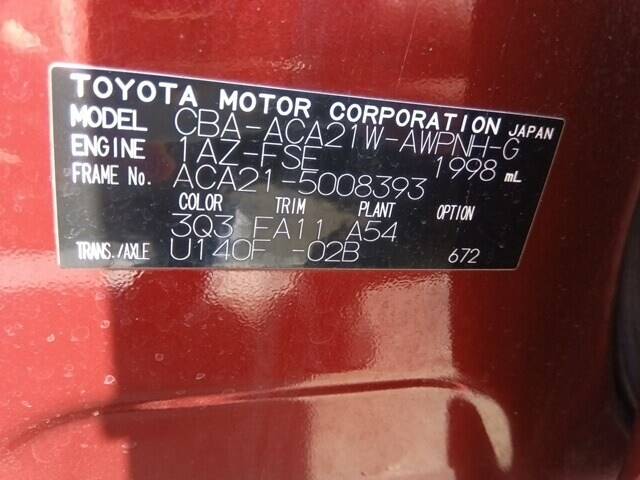 TOYOTA MOTOR CORPORATION JAPAN
MODEL CBA-ACA21W-AWPNH-G
ENGINE 1AZ-FSE 1998 mL
FRAME No. ACA21-5008393
COLOR TRIM PLANT OPTION
3Q3 FA11 A54
TRANS./AXLE U140F -02B 672